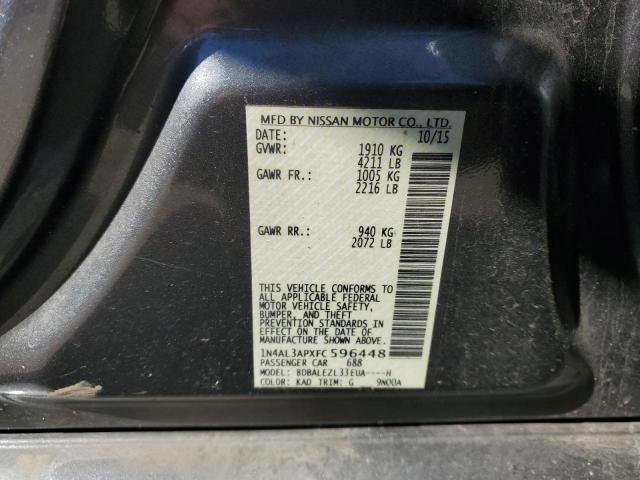 MFD BY NISSAN MOTOR CO., LTD.
DATE: 10/15
GVWR: 1910 KG
4211 LB
GAWR FR.: 1005 KG
2216 LB
GAWR RR.: 940 KG
2072 LB
THIS VEHICLE CONFORMS TO
ALL APPLICABLE FEDERAL
MOTOR VEHICLE SAFETY,
BUMPER, AND THEFT
PREVENTION STANDARDS IN
EFFECT ON THE DATE OF
MANUFACTURE SHOWN ABOVE.
1N4AL3APXFC596448
PASSENGER CAR 688
MODEL: BDBALEZL33EUA----H
COLOR: KAD TRIM: G 9N00A